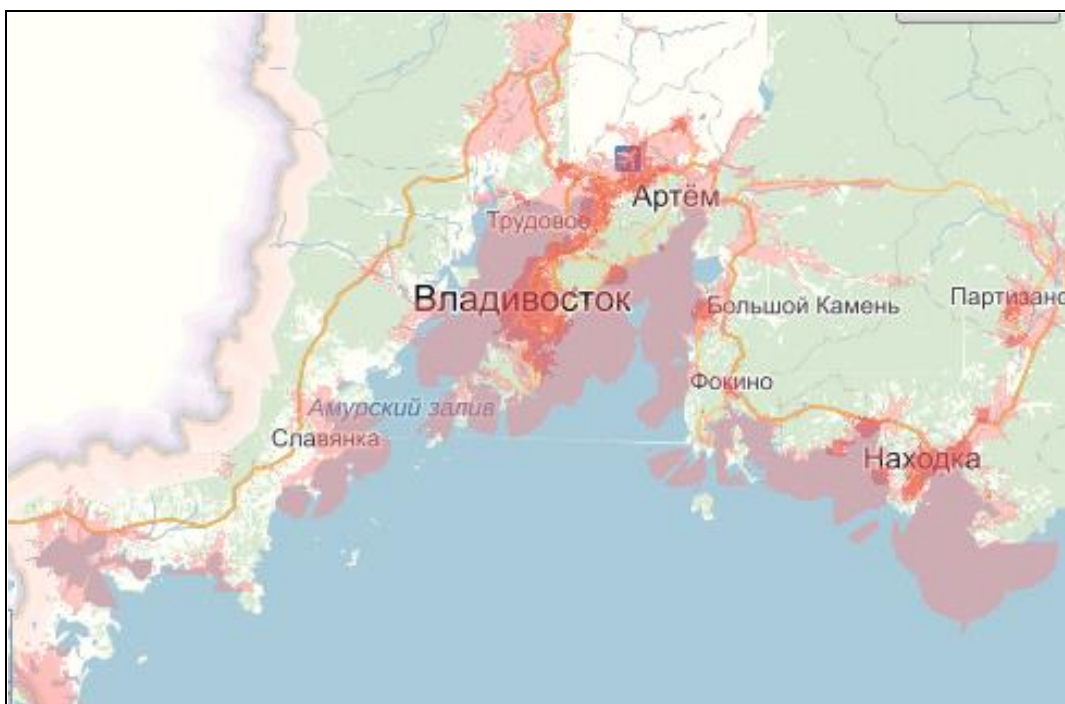 Артём
Трудовое
Владивосток
Большой Камень
Партизанс
Фокино
Амурский залив
Славянка
Находка